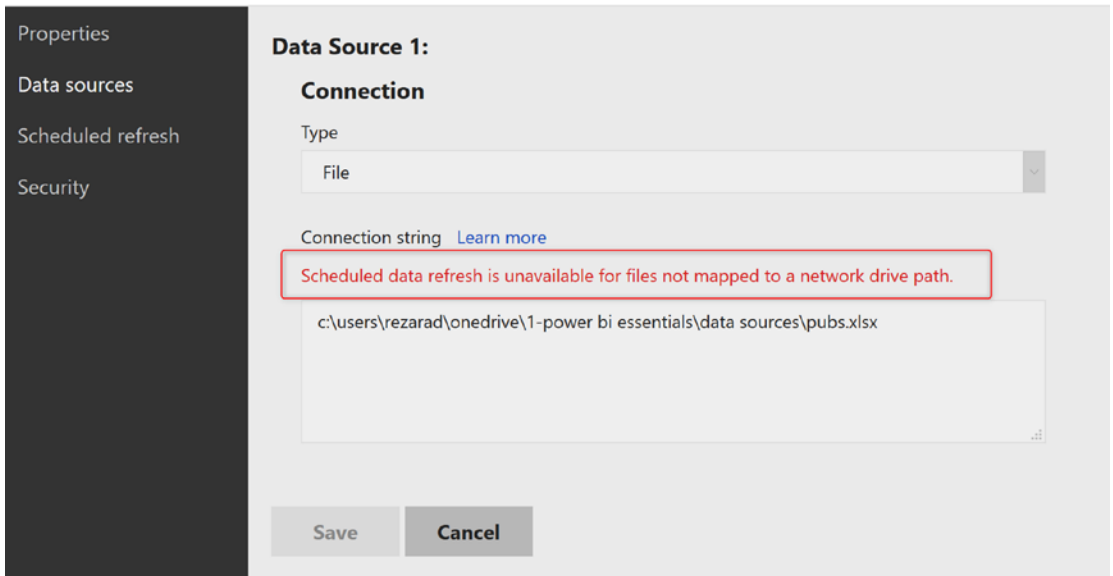 Properties
Data sources
Scheduled refresh
Security
Data Source 1:
Connection
Type
File
Connection string Learn more
Scheduled data refresh is unavailable for files not mapped to a network drive path.
c:\users\rezarad\onedrive\1-power bi essentials\data sources\pubs.xlsx
Save Cancel